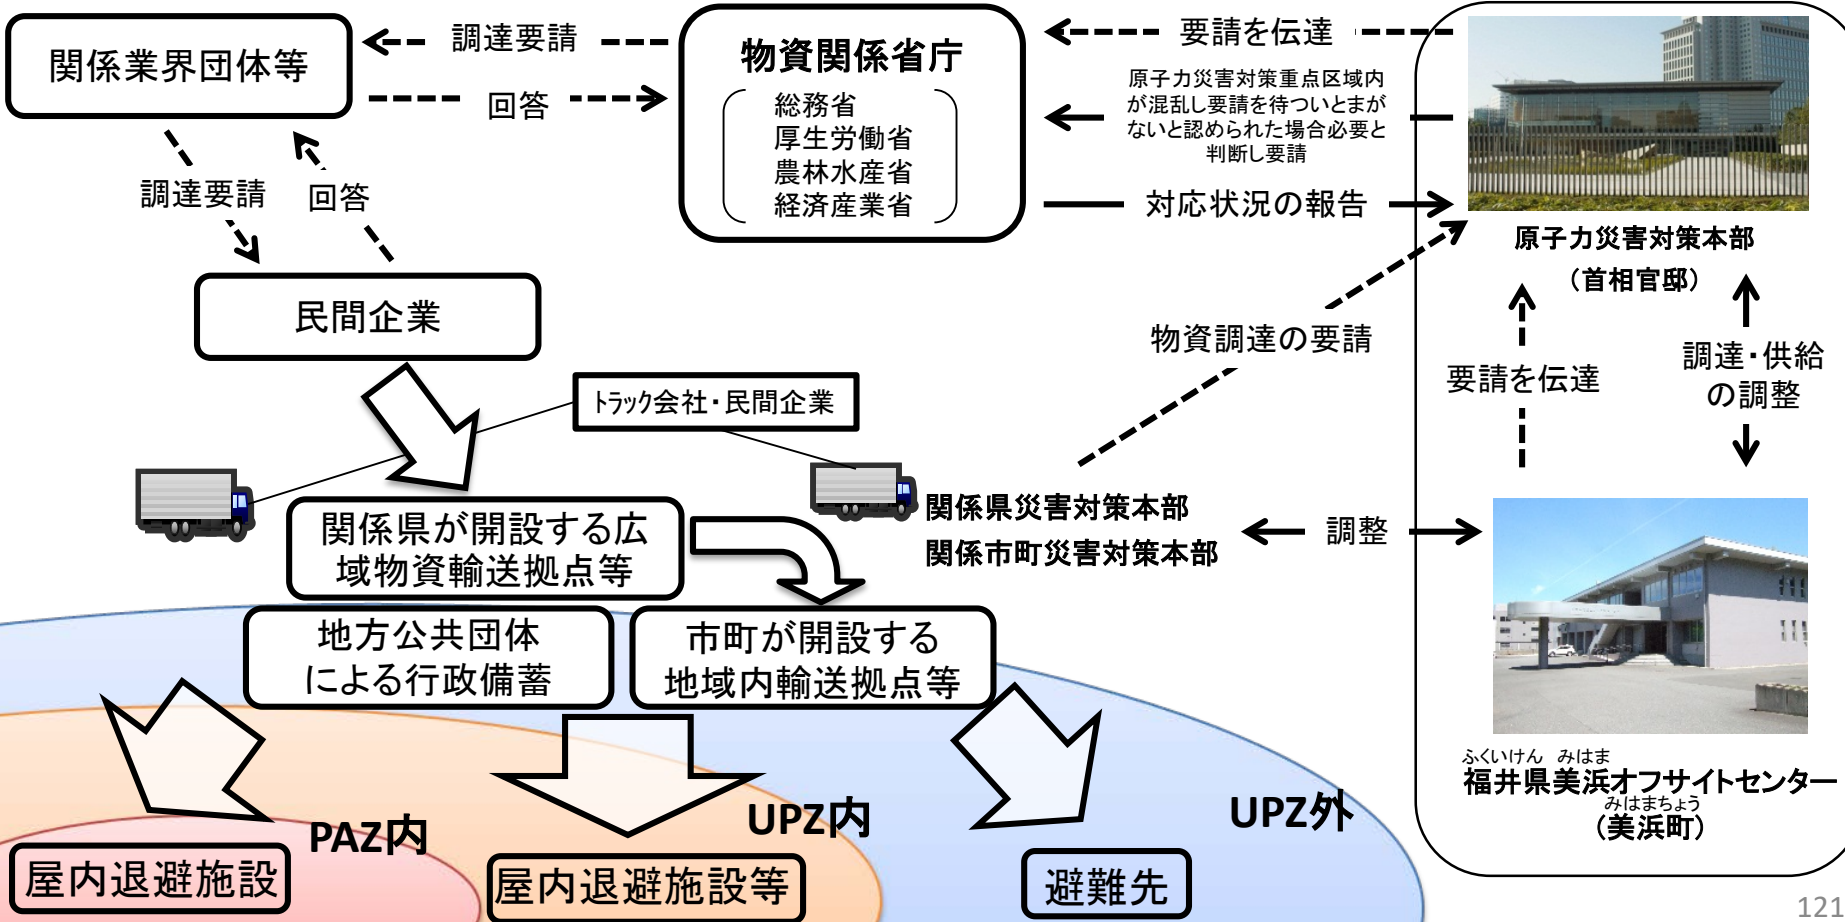 関係業界団体等
調達要請
回答
物資関係省庁
総務省
厚生労働省
農林水産省
経済産業省
要請を伝達
原子力災害対策重点区域内
が混乱し要請を待ついとまが
ないと認められた場合必要と
判断し要請
対応状況の報告
原子力災害対策本部
（首相官邸）
調達要請
回答
民間企業
物資調達の要請
要請を伝達
調達・供給
の調整
ﾄﾗｯｸ会社・民間企業
関係県災害対策本部
関係市町災害対策本部
調整
関係県が開設する広
域物資輸送拠点等
地方公共団体
による行政備蓄
市町が開設する
地域内輸送拠点等
ふくいけん みはま
福井県美浜オフサイトセンター
みはまちょう
（美浜町）
PAZ内
UPZ内
UPZ外
屋内退避施設
屋内退避施設等
避難先
121